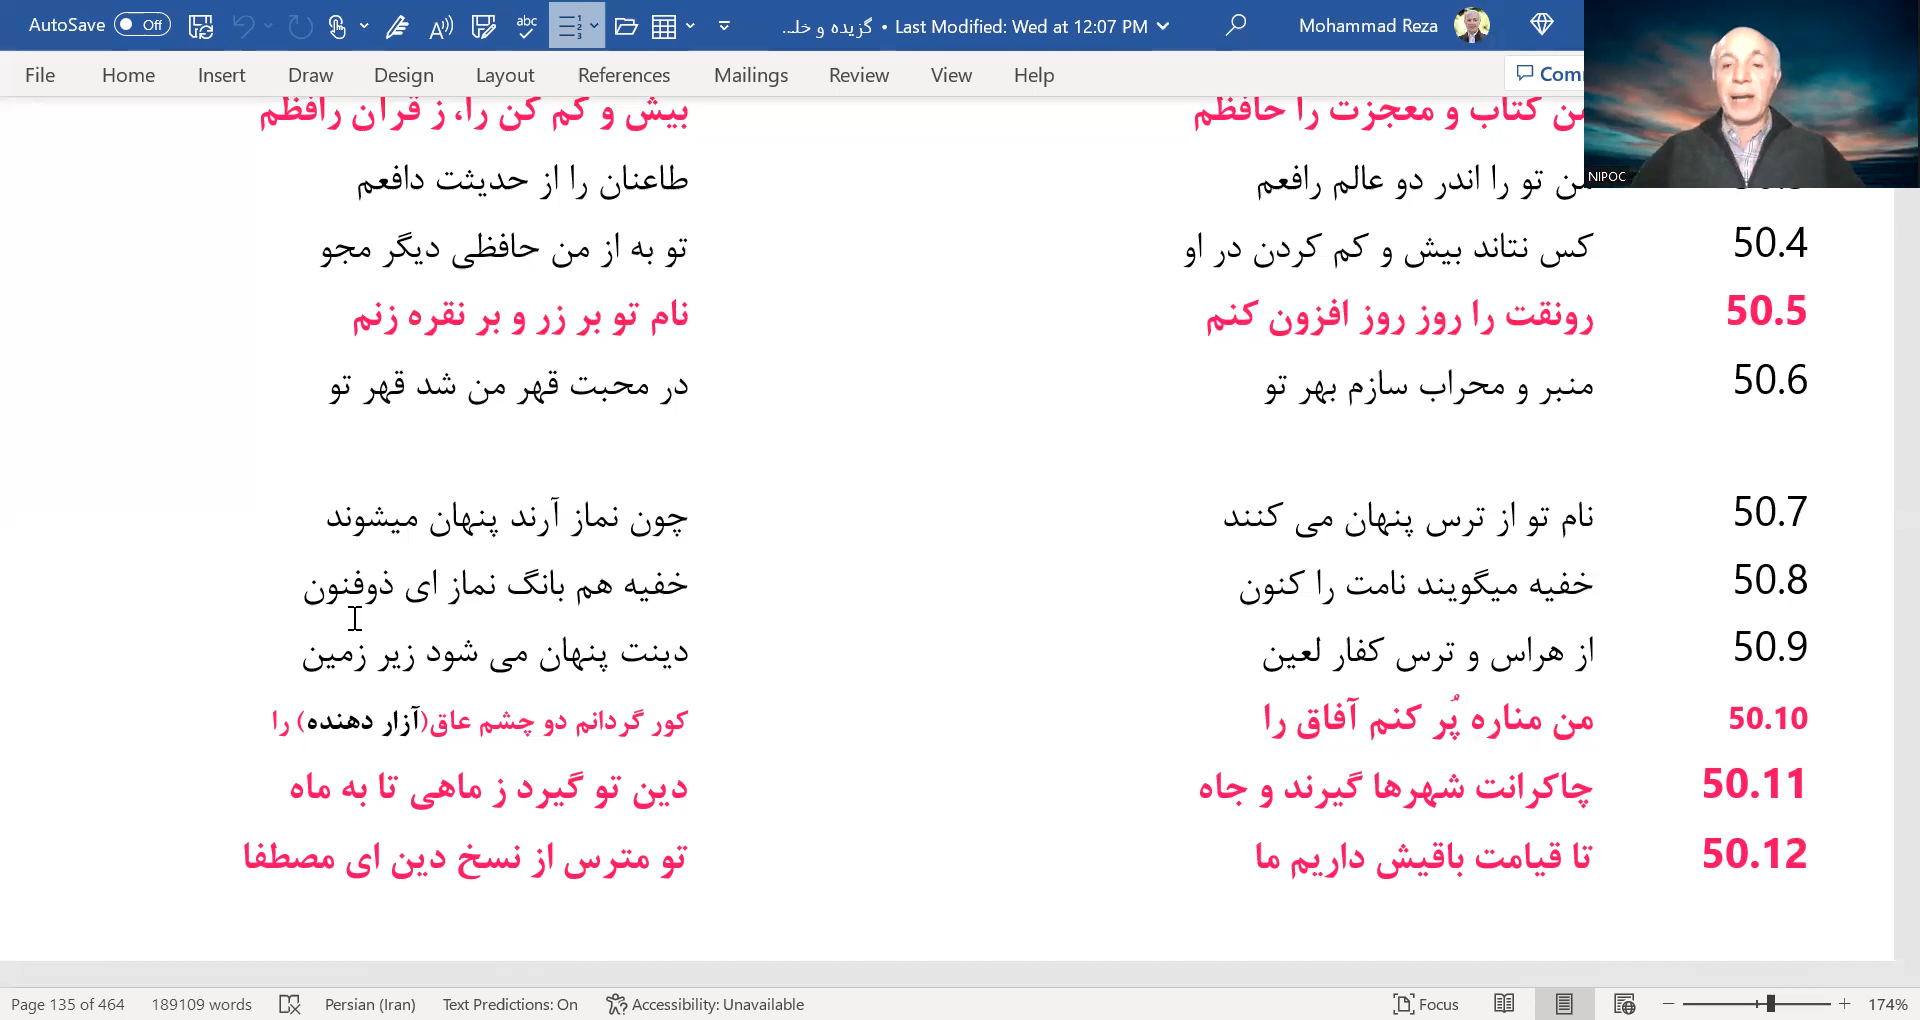 AutoSave Off abc گزیده و خلـ... • Last Modified: Wed at 12:07 PM Mohammad Reza
File Home Insert Draw Design Layout References Mailings Review View Help
NIPOC
من کتاب و معجزت را حافظم بیش و کم کن را، ز قرآن رافظم
من تو را اندر دو عالم رافعم طاعنان را از حدیثت دافعم
50.4 کس نتاند بیش و کم کردن در او تو به از من حافظی دیگر مجو
50.5 رونقت را روز روز افزون کنم نام تو بر زر و بر نقره زنم
50.6 منبر و محراب سازم بهر تو در محبت قهر من شد قهر تو
50.7 نام تو از ترس پنهان می کنند چون نماز آرند پنهان میشوند
50.8 خفیه میگویند نامت را کنون خفیه هم بانگ نماز ای ذوفنون
50.9 از هراس و ترس کفار لعین دینت پنهان می شود زیر زمین
50.10 من مناره پُر کنم آفاق را کور گردانم دو چشم عاق(آزار دهنده) را
50.11 چاکرانت شهرها گیرند و جاه دین تو گیرد ز ماهی تا به ماه
50.12 تا قیامت باقیش داریم ما تو مترس از نسخ دین ای مصطفا
Page 135 of 464 189109 words Persian (Iran) Text Predictions: On Accessibility: Unavailable Focus 174%